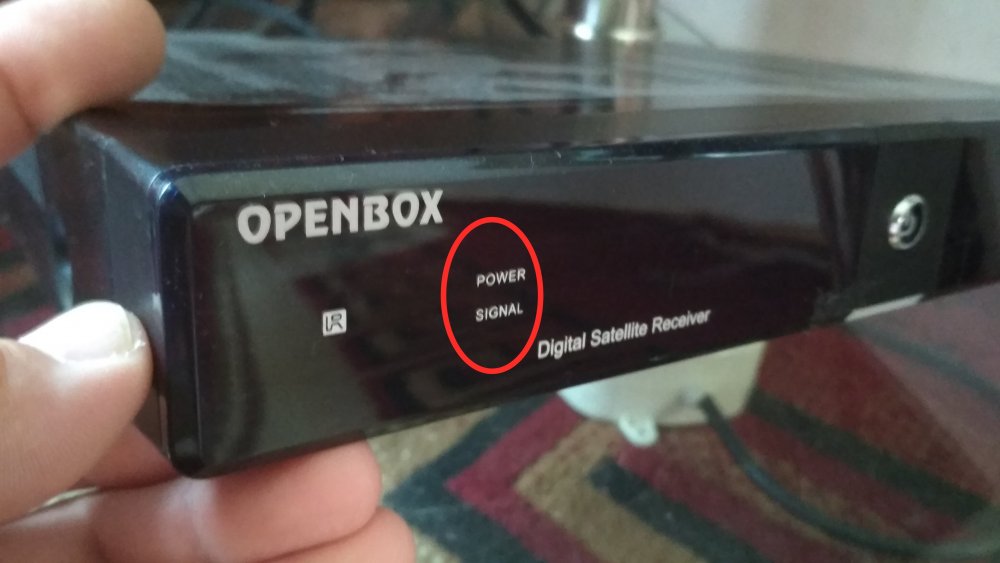 OPENBOX
POWER
SIGNAL
IR
Digital Satellite Receiver